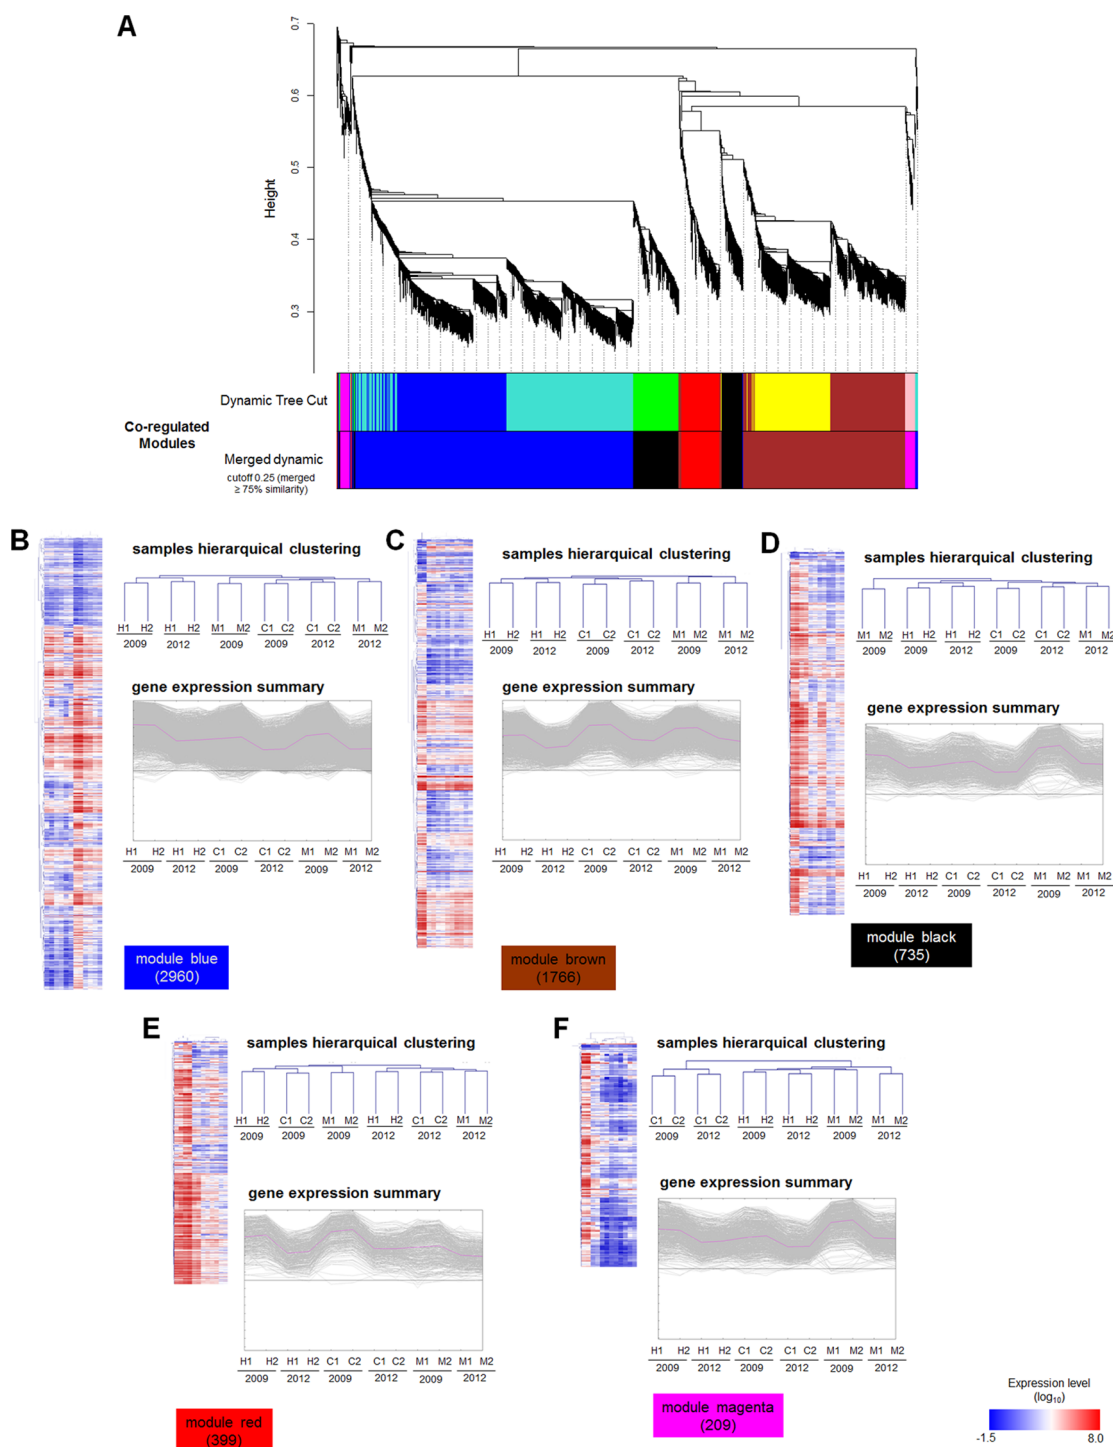 A
0.7
0.6
0.5
0.4
0.3
Height
Dynamic Tree Cut
Co-regulated
Modules
Merged dynamic
cutoff 0.25 (merged
≥ 75% similarity)
B
samples hierarquical clustering
H1 H2 H1 H2 M1 M2 C1 C2 C1 C2 M1 M2
2009 2012 2009 2009 2012 2012
gene expression summary
H1 H2 H1 H2 C1 C2 C1 C2 M1 M2 M1 M2
2009 2012 2009 2012 2009 2012
module blue
(2960)
C
samples hierarquical clustering
H1 H2 H1 H2 C1 C2 C1 C2 M1 M2 M1 M2
2009 2012 2009 2012 2009 2012
gene expression summary
H1 H2 H1 H2 C1 C2 C1 C2 M1 M2 M1 M2
2009 2012 2009 2012 2009 2012
module brown
(1766)
D
samples hierarquical clustering
M1 M2 H1 H2 H1 H2 C1 C2 C1 C2 M1 M2
2009 2012 2009 2009 2012 2012
gene expression summary
H1 H2 H1 H2 C1 C2 C1 C2 M1 M2 M1 M2
2009 2012 2009 2012 2009 2012
module black
(735)
E
samples hierarquical clustering
H1 H2 C1 C2 M1 M2 H1 H2 C1 C2 M1 M2
2009 2009 2009 2012 2012 2012
gene expression summary
H1 H2 H1 H2 C1 C2 C1 C2 M1 M2 M1 M2
2009 2012 2009 2012 2009 2012
module red
(399)
F
samples hierarquical clustering
C1 C2 C1 C2 H1 H2 H1 H2 M1 M2 M1 M2
2009 2012 2009 2012 2009 2012
gene expression summary
H1 H2 H1 H2 C1 C2 C1 C2 M1 M2 M1 M2
2009 2012 2009 2012 2009 2012
module magenta
(209)
Expression level
(log₁₀)
-1.5 8.0